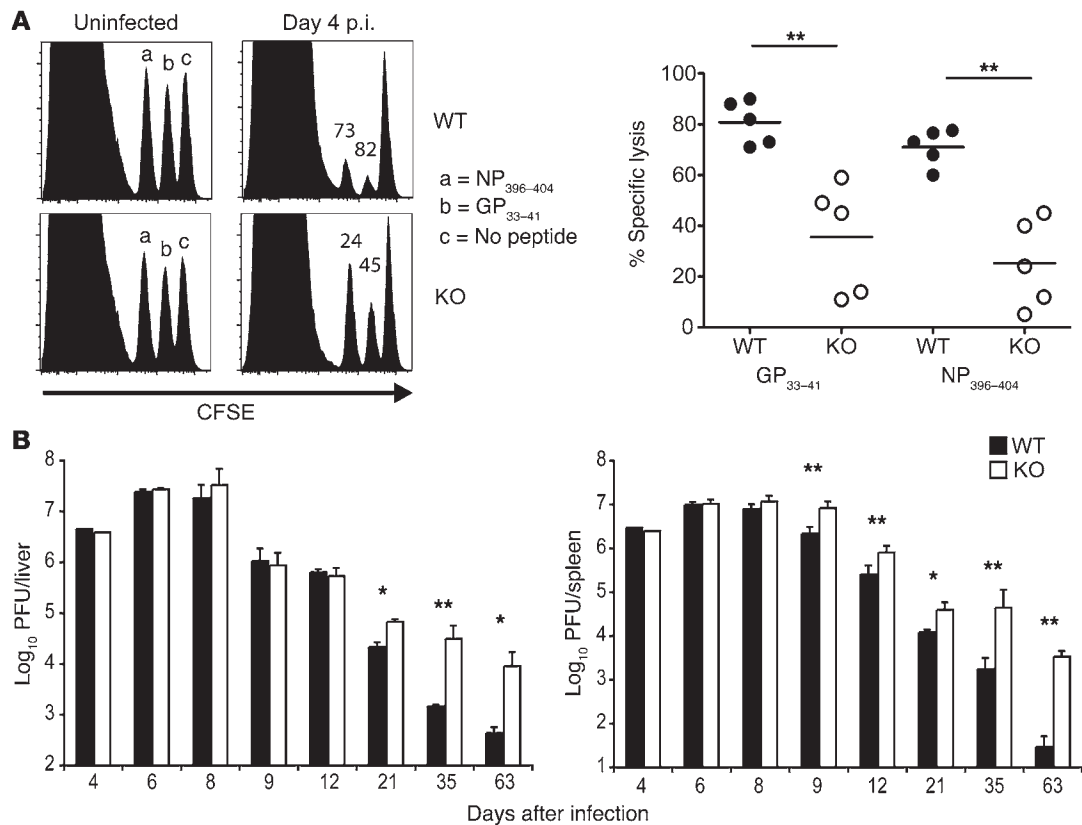 A
Uninfected
Day 4 p.i.
a
b
c
73
82
WT
a = NP396–404
b = GP33–41
c = No peptide
a
b
c
24
45
KO
CFSE
**
**
100
80
60
40
20
0
% Specific lysis
WT
KO
WT
KO
GP33–41
NP396–404
B
8
7
6
5
4
3
2
Log10 PFU/liver
*
**
*
4
6
8
9
12
21
35
63
WT
KO
8
7
6
5
4
3
2
1
Log10 PFU/spleen
**
**
*
**
**
4
6
8
9
12
21
35
63
Days after infection